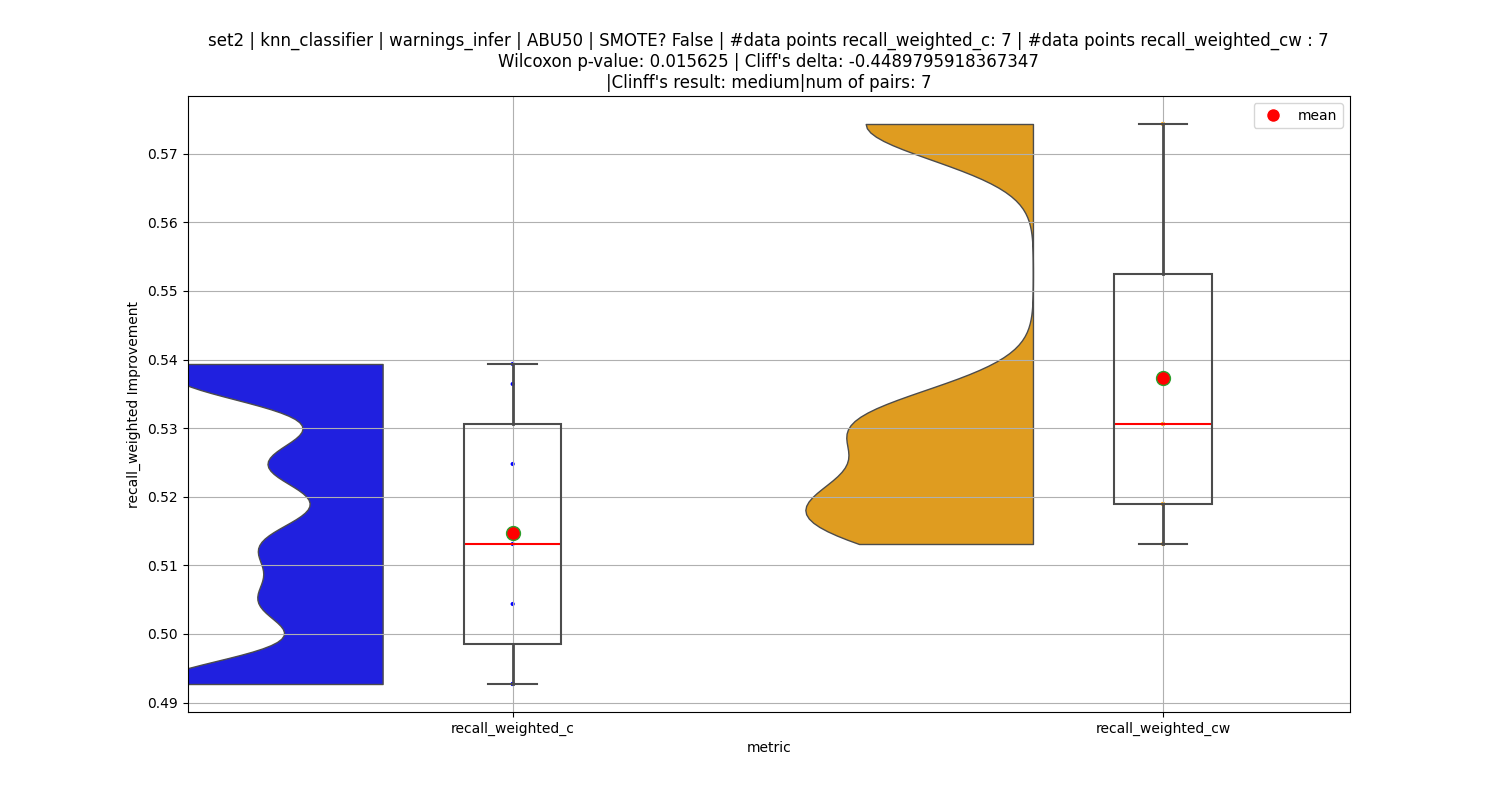 set2 | knn_classifier | warnings_infer | ABU50 | SMOTE? False | #data points recall_weighted_c: 7 | #data points recall_weighted_cw : 7
Wilcoxon p-value: 0.015625 | Cliff's delta: -0.4489795918367347
|Clinff's result: medium|num of pairs: 7
mean
0.57
0.56
0.55
0.54
0.53
0.52
0.51
0.50
0.49
recall_weighted Improvement
recall_weighted_c
recall_weighted_cw
metric